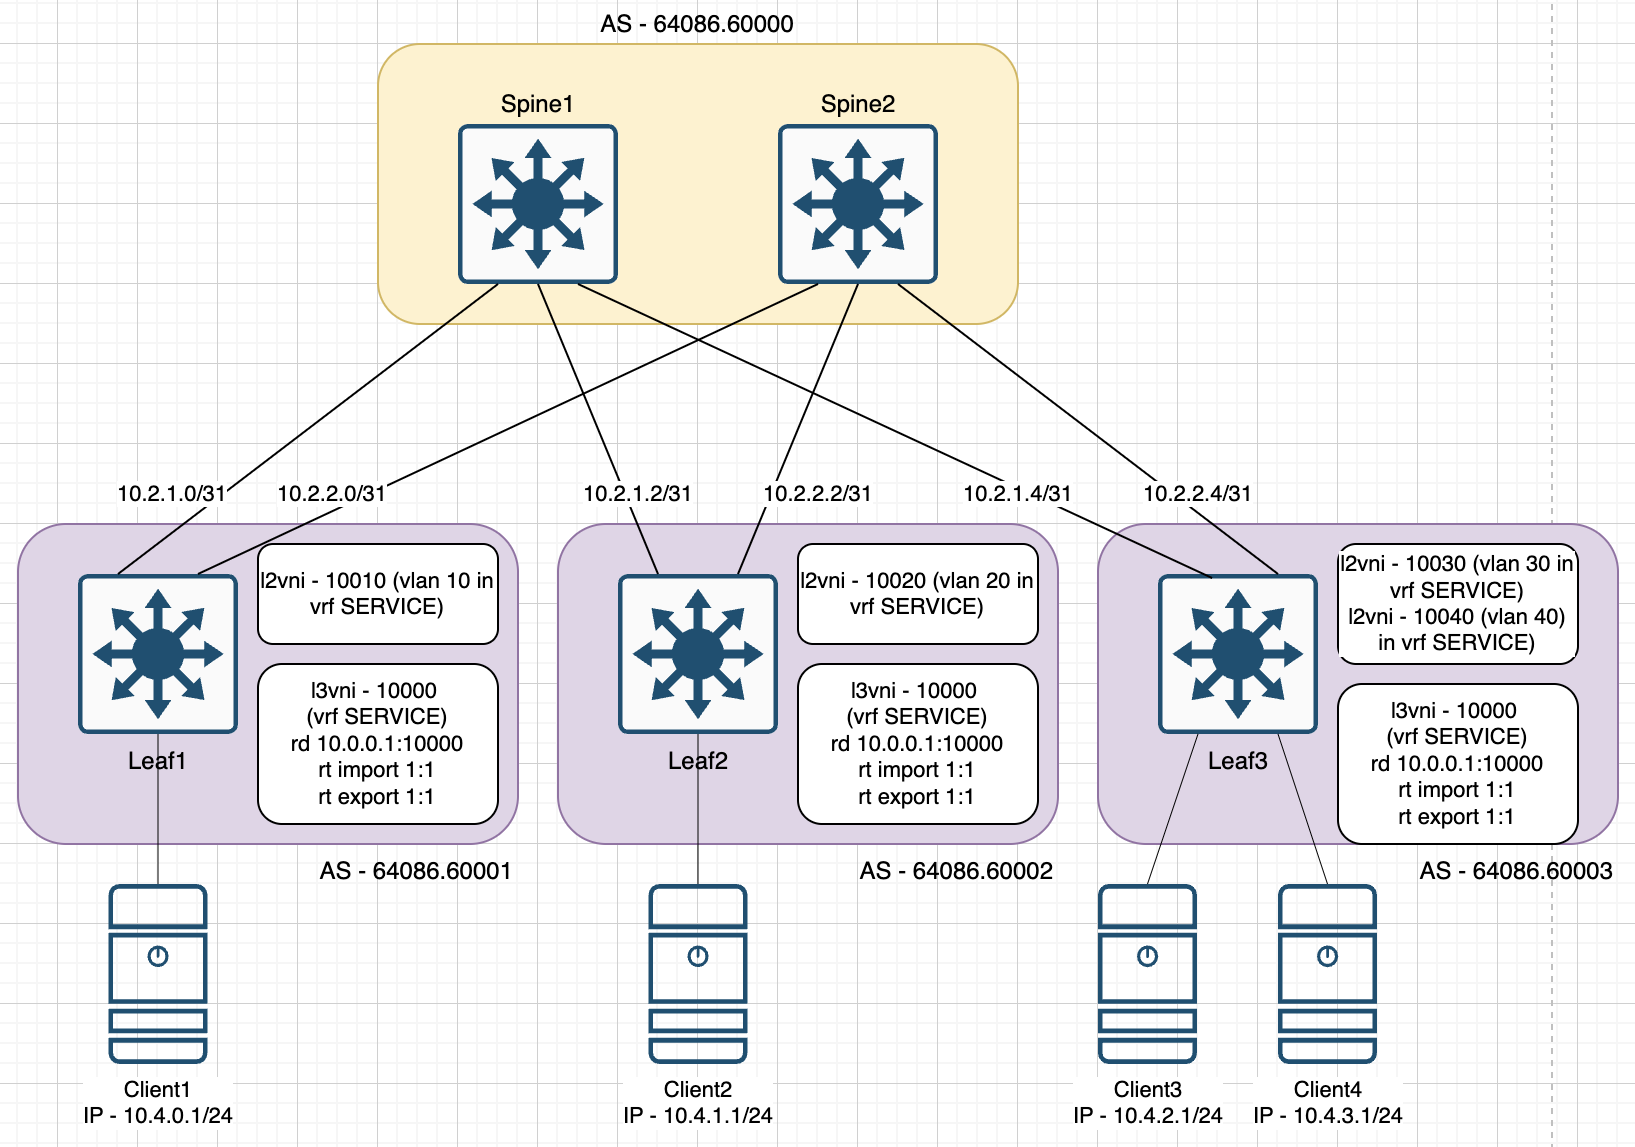 AS - 64086.60000
Spine1
Spine2
10.2.1.0/31
10.2.2.0/31
10.2.1.2/31
10.2.2.2/31
10.2.1.4/31
10.2.2.4/31
l2vni - 10010 (vlan 10 in
vrf SERVICE)
l3vni - 10000
(vrf SERVICE)
rd 10.0.0.1:10000
rt import 1:1
rt export 1:1
Leaf1
AS - 64086.60001
l2vni - 10020 (vlan 20 in
vrf SERVICE)
l3vni - 10000
(vrf SERVICE)
rd 10.0.0.1:10000
rt import 1:1
rt export 1:1
Leaf2
AS - 64086.60002
l2vni - 10030 (vlan 30 in
vrf SERVICE)
l2vni - 10040 (vlan 40)
in vrf SERVICE)
l3vni - 10000
(vrf SERVICE)
rd 10.0.0.1:10000
rt import 1:1
rt export 1:1
Leaf3
AS - 64086.60003
Client1
IP - 10.4.0.1/24
Client2
IP - 10.4.1.1/24
Client3
IP - 10.4.2.1/24
Client4
IP - 10.4.3.1/24